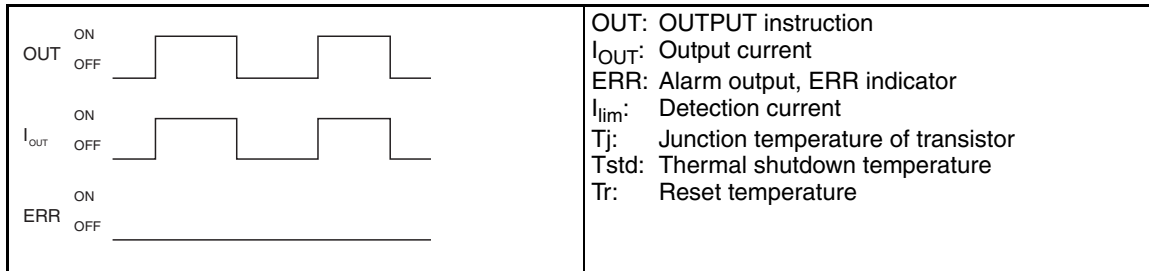 ON
OUT
OFF
ON
I_OUT
OFF
ON
ERR
OFF
OUT: OUTPUT instruction
I_OUT: Output current
ERR: Alarm output, ERR indicator
I_lim: Detection current
Tj: Junction temperature of transistor
Tstd: Thermal shutdown temperature
Tr: Reset temperature